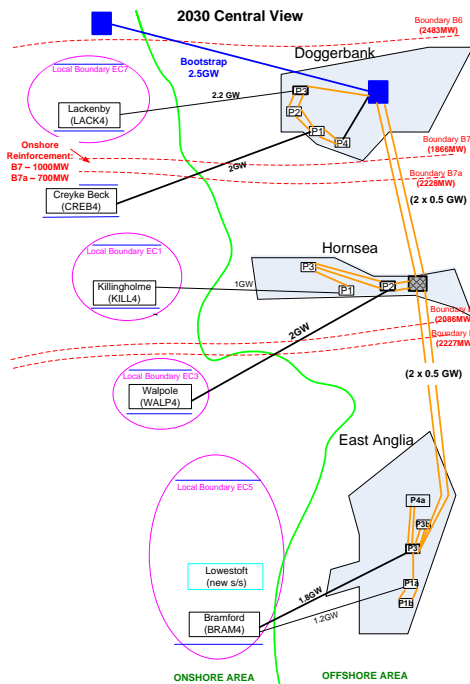 2030 Central View
Boundary B6
(2483MW)
Doggerbank
Local Boundary EC7
Bootstrap
2.5GW
2.2 GW
Lackenby
(LACK4)
P3
P2
P1
P4
Onshore
Reinforcement:
B7 – 1000MW
B7a – 700MW
Boundary B7
(1866MW)
Boundary B7a
(2228MW)
2GW
Creyke Beck
(CREB4)
(2 x 0.5 GW)
Hornsea
Local Boundary EC1
Killingholme
(KILL4)
1GW
P3
P1
P2
Boundary
(2086MW)
Boundary
(2227MW)
2GW
Local Boundary EC3
Walpole
(WALP4)
(2 x 0.5 GW)
East Anglia
Local Boundary EC5
P4a
P3b
P3
P1a
P1b
Lowestoft
(new s/s)
1.8GW
1.2GW
Bramford
(BRAM4)
ONSHORE AREA
OFFSHORE AREA